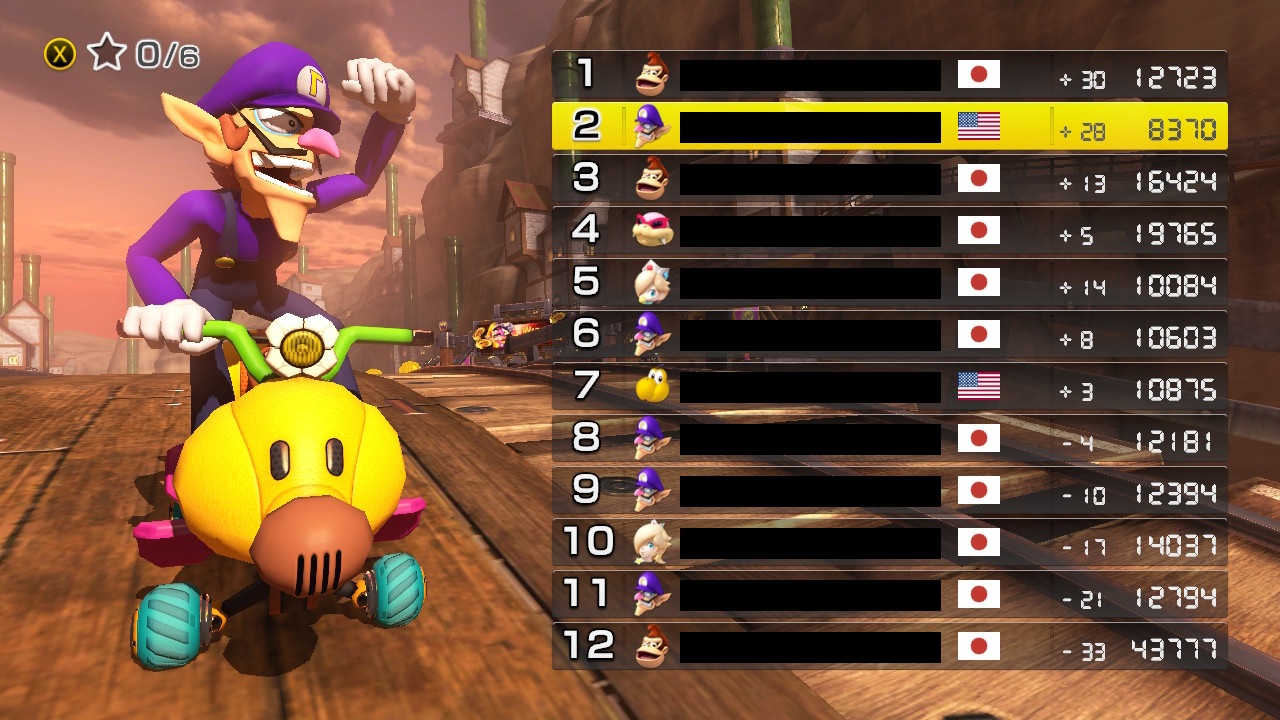 X 0/6
1 + 30 12723
2 + 28 8370
3 + 13 16424
4 + 5 19765
5 + 14 10084
6 + 8 10603
7 + 3 10875
8 - 4 12181
9 - 10 12394
10 - 17 14037
11 - 21 12794
12 - 33 43777